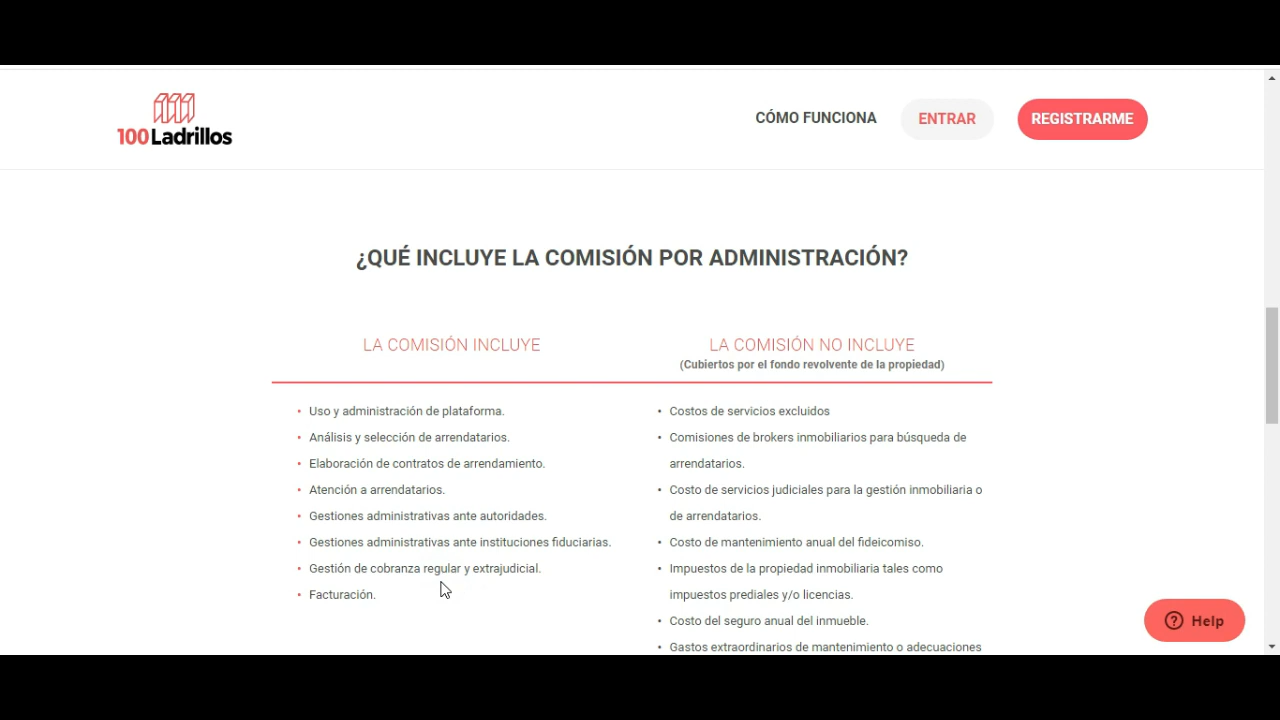 100Ladrillos
CÓMO FUNCIONA
ENTRAR
REGISTRARME
¿QUÉ INCLUYE LA COMISIÓN POR ADMINISTRACIÓN?
LA COMISIÓN INCLUYE
• Uso y administración de plataforma.
• Análisis y selección de arrendatarios.
• Elaboración de contratos de arrendamiento.
• Atención a arrendatarios.
• Gestiones administrativas ante autoridades.
• Gestiones administrativas ante instituciones fiduciarias.
• Gestión de cobranza regular y extrajudicial.
• Facturación.
LA COMISIÓN NO INCLUYE
(Cubiertos por el fondo revolvente de la propiedad)
• Costos de servicios excluidos
• Comisiones de brokers inmobiliarios para búsqueda de
arrendatarios.
• Costo de servicios judiciales para la gestión inmobiliaria o
de arrendatarios.
• Costo de mantenimiento anual del fideicomiso.
• Impuestos de la propiedad inmobiliaria tales como
impuestos prediales y/o licencias.
• Costo del seguro anual del inmueble.
• Gastos extraordinarios de mantenimiento o adecuaciones
Help